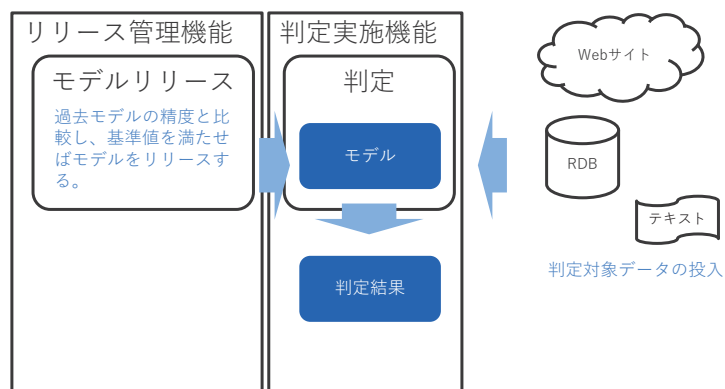 リリース管理機能
モデルリリース
過去モデルの精度と比
較し、基準値を満たせ
ばモデルをリリースす
る。
判定実施機能
判定
モデル
判定結果
Webサイト
RDB
テキスト
判定対象データの投入